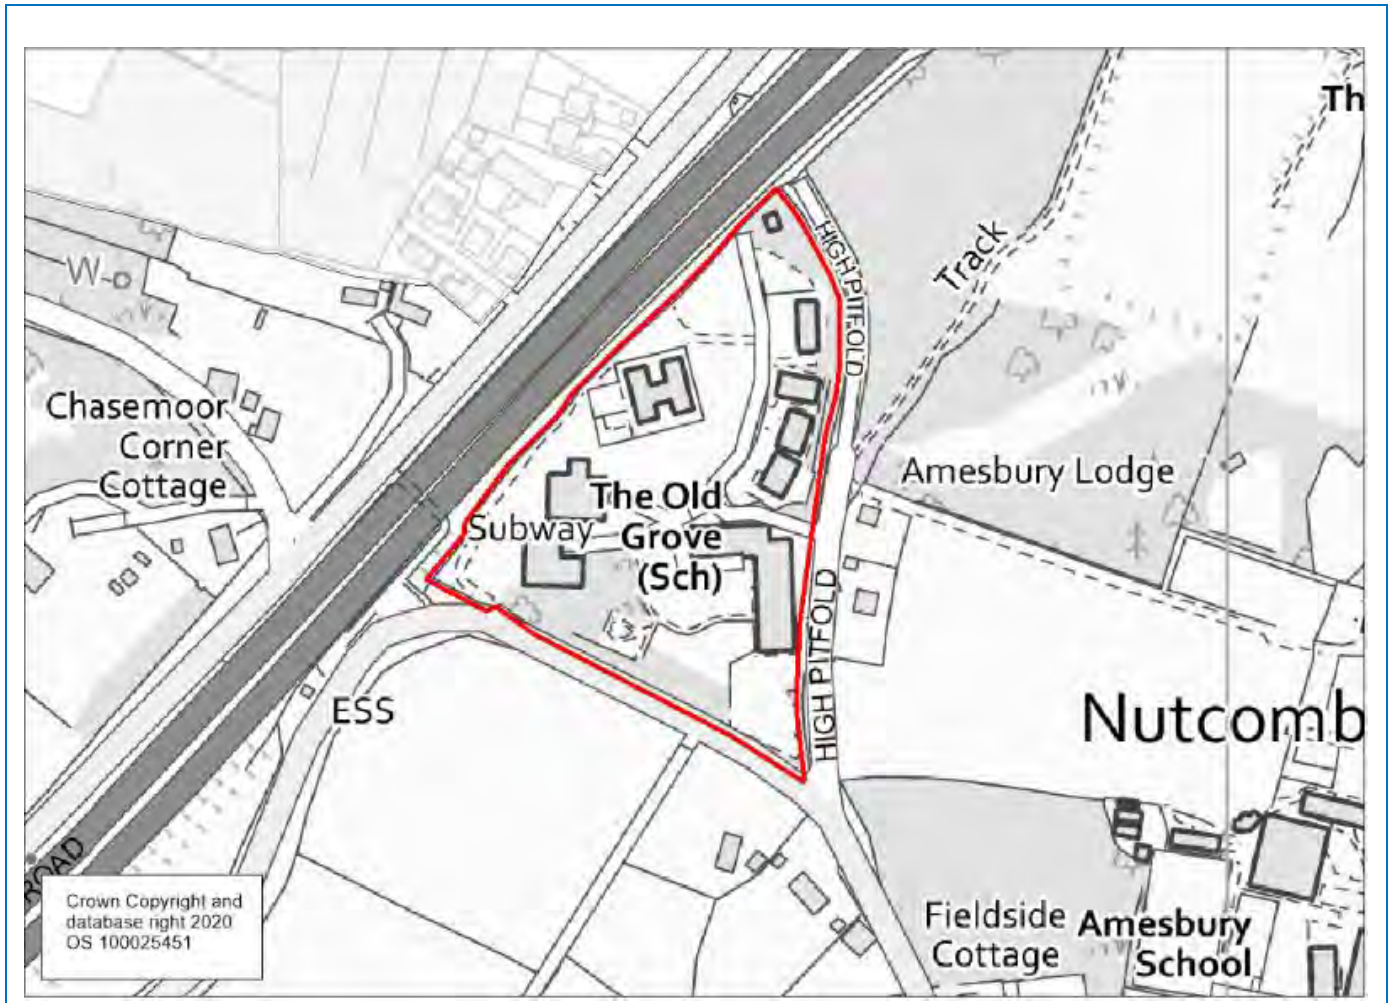 Th
HIGH PITFOLD
Track
W
Chasemoor
Corner
Cottage
Amesbury Lodge
The Old
Grove
(Sch)
Subway
HIGH PITFOLD
ESS
Nutcomb
ROAD
Crown Copyright and
database right 2020
OS 100025451
Fieldside
Cottage
Amesbury
School